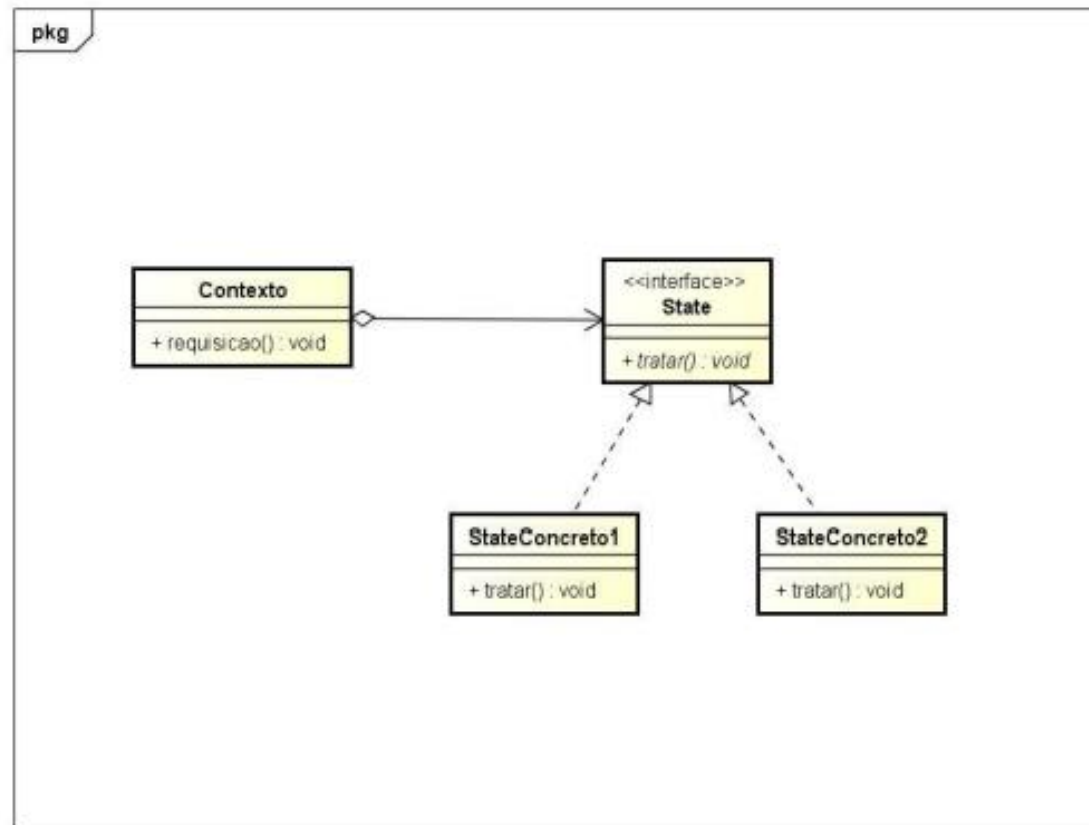 pkg
Contexto
+ requisicao() : void
<<interface>>
State
+ tratar() : void
StateConcreto1
+ tratar() : void
StateConcreto2
+ tratar() : void